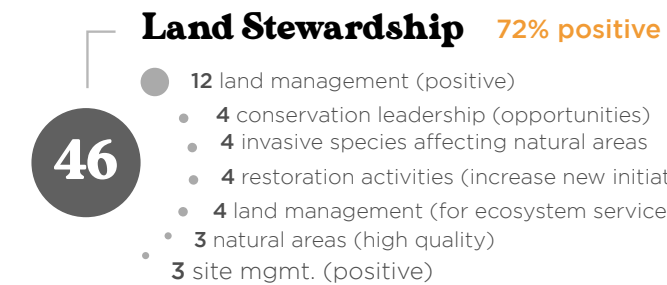 Land Stewardship 72% positive
12 land management (positive)
4 conservation leadership (opportunities)
4 invasive species affecting natural areas
46
4 restoration activities (increase new initiat
4 land management (for ecosystem service
3 natural areas (high quality)
3 site mgmt. (positive)